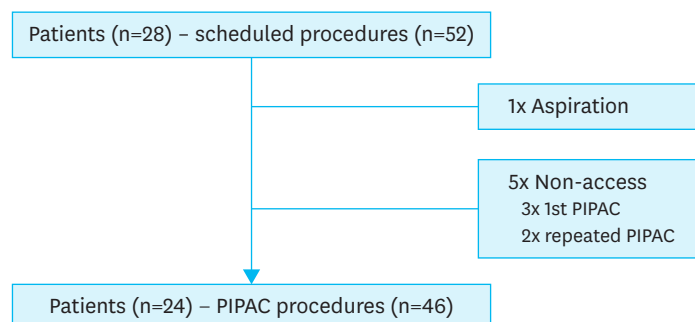 Patients (n=28) – scheduled procedures (n=52)
1x Aspiration
5x Non-access
3x 1st PIPAC
2x repeated PIPAC
Patients (n=24) – PIPAC procedures (n=46)